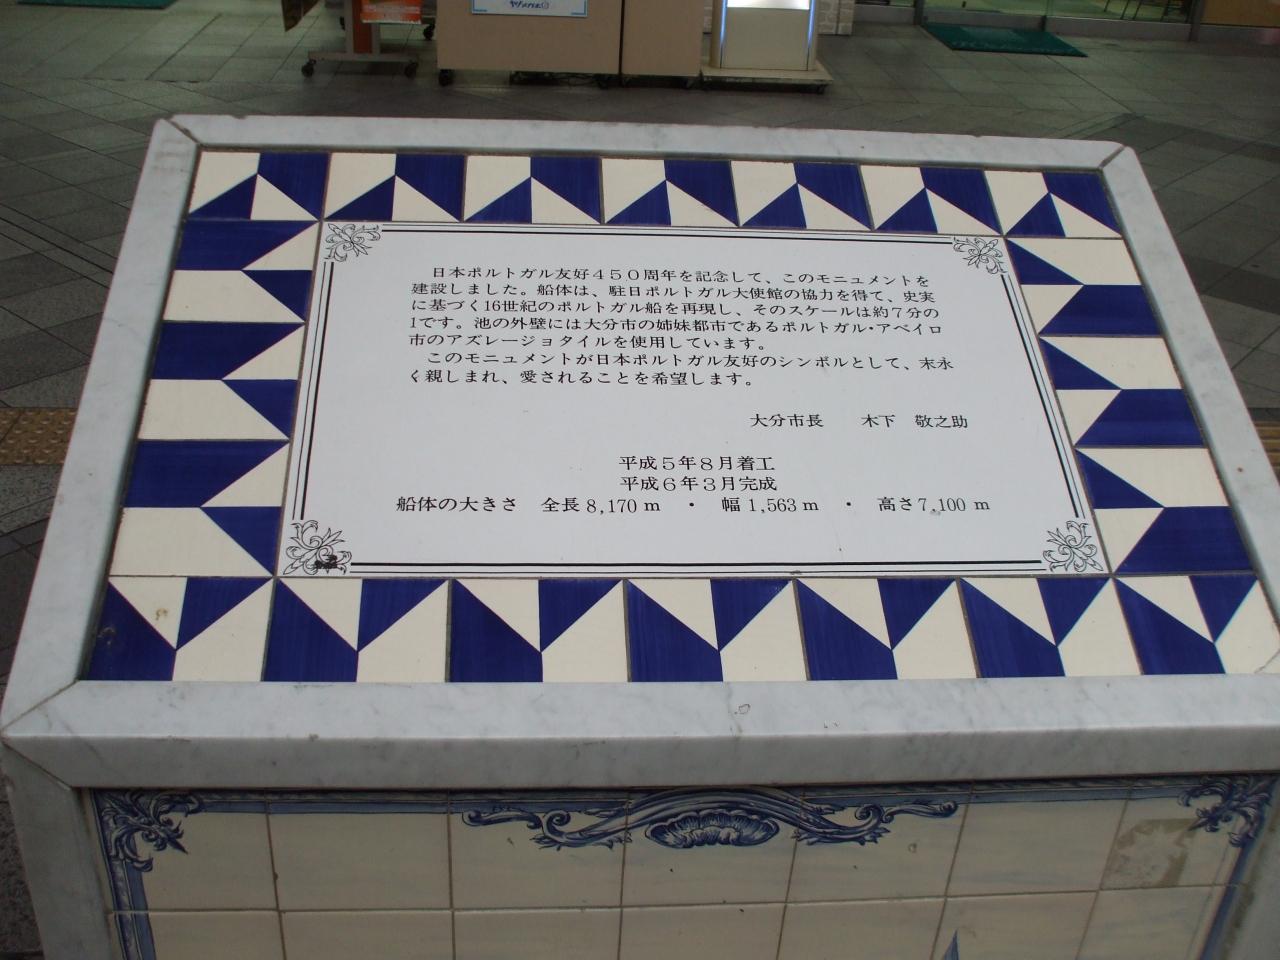 日本ポルトガル友好４５０周年を記念して、このモニュメントを
建設しました。船体は、駐日ポルトガル大使館の協力を得て、史実
に基づく16世紀のポルトガル船を再現し、そのスケールは約７分の
１です。池の外壁には大分市の姉妹都市であるポルトガル・アベイロ
市のアズレージョタイルを使用しています。
このモニュメントが日本ポルトガル友好のシンボルとして、末永
く親しまれ、愛されることを希望します。
大分市長　木下　敬之助
平成５年８月着工
平成６年３月完成
船体の大きさ　全長 8,170 m ・ 幅 1,563 m ・ 高さ 7,100 m